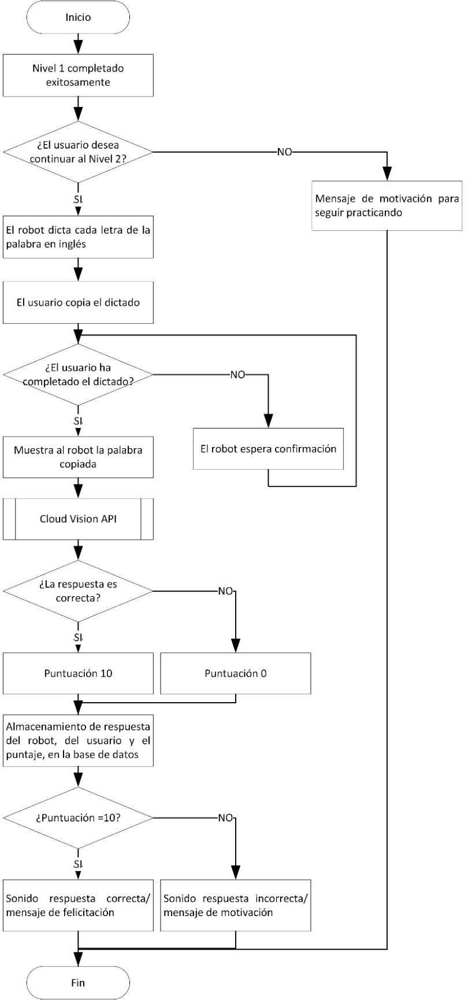 Inicio
Nivel 1 completado
exitosamente
¿El usuario desea
continuar al Nivel 2?
NO
SI
Mensaje de motivación para
seguir practicando
El robot dicta cada letra de la
palabra en inglés
El usuario copia el dictado
¿El usuario ha
completado el dictado?
NO
SI
El robot espera confirmación
Muestra al robot la palabra
copiada
Cloud Vision API
¿La respuesta es
correcta?
NO
SI
Puntuación 10
Puntuación 0
Almacenamiento de respuesta
del robot, del usuario y el
puntaje, en la base de datos
¿Puntuación =10?
NO
SI
Sonido respuesta correcta/
mensaje de felicitación
Sonido respuesta incorrecta/
mensaje de motivación
Fin